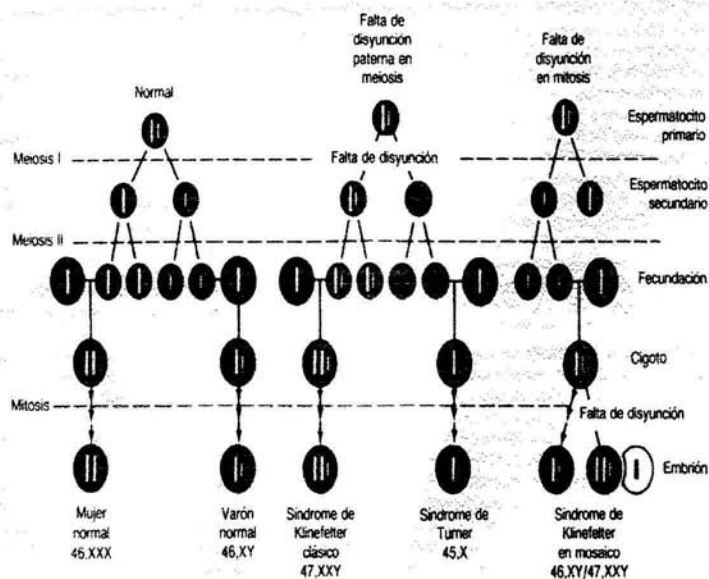 Falta de
disyunción
paterna en
meiosis
Falta de
disyunción
en mitosis
Normal
Espermatocito
primario
Meiosis I
Falta de disyunción
Espermatocito
secundario
Meiosis II
Fecundación
Cigoto
Mitosis
Falta de disyunción
Embrión
Mujer
normal
46,XXX
Varón
normal
46,XY
Síndrome de
Klinefelter
clásico
47,XXY
Síndrome de
Turner
45,X
Síndrome de
Klinefelter
en mosaico
46,XY/47,XXY